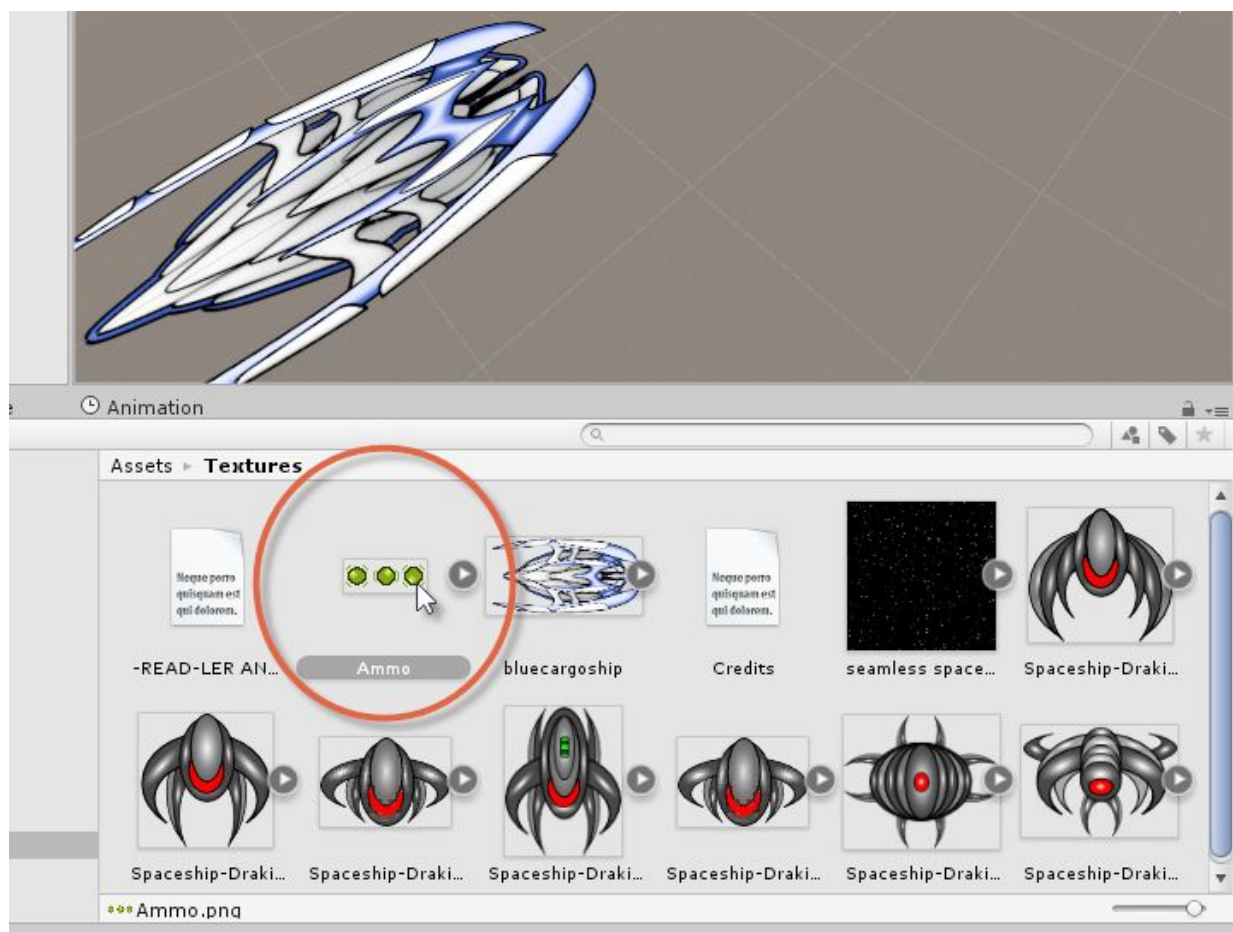 Animation
Assets ▸ Textures
Neque porro
quisquam est
qui dolorem.
Neque porro
quisquam est
qui dolorem.
-READ-LER AN...
Ammo
bluecargoship
Credits
seamless space...
Spaceship-Draki...
Spaceship-Draki...
Spaceship-Draki...
Spaceship-Draki...
Spaceship-Draki...
Spaceship-Draki...
Spaceship-Draki...
Ammo.png